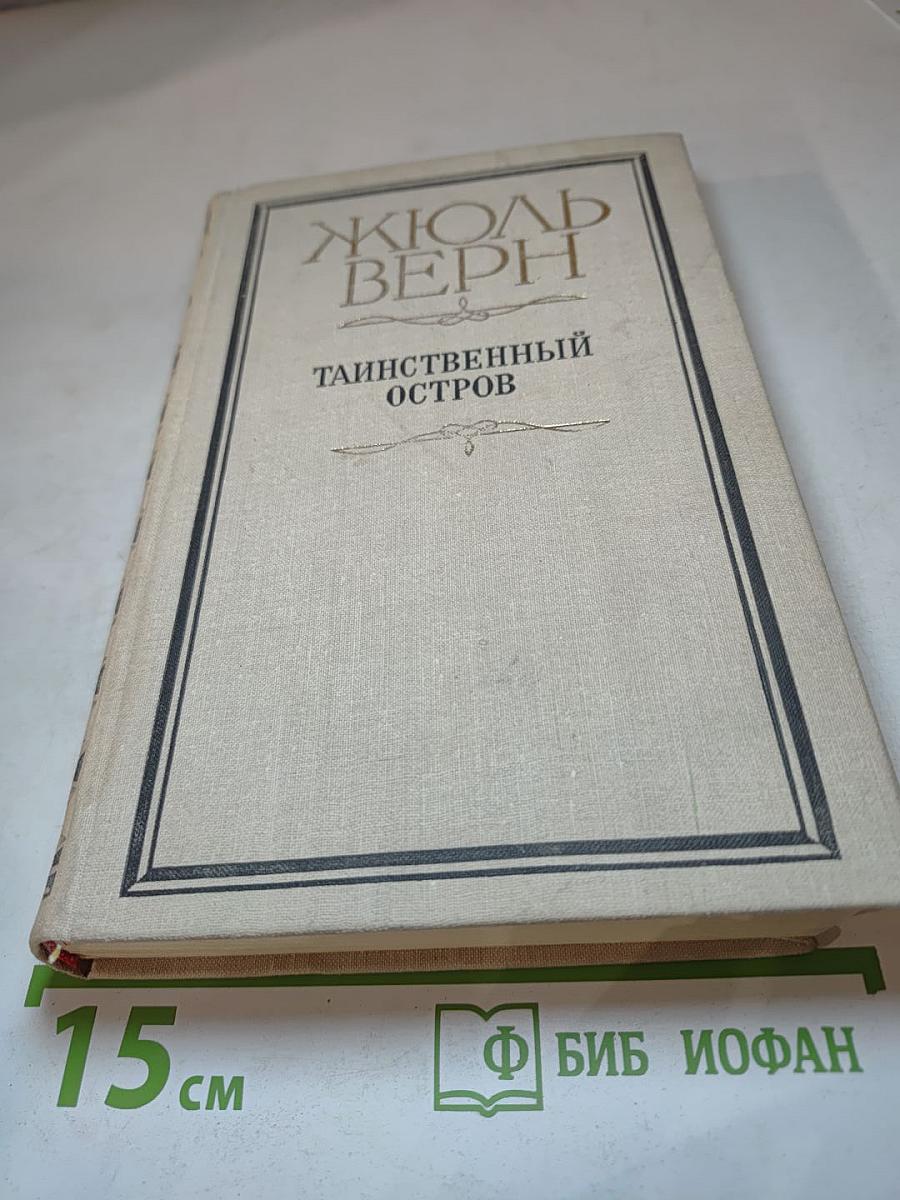 ЖЮЛЬ
ВЕРН
ТАИНСТВЕННЫЙ
ОСТРОВ
15 см
Ф БИБ ИОФАН